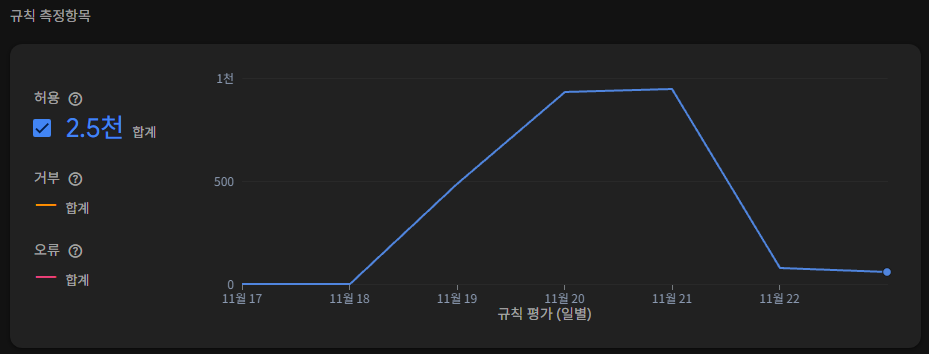 규칙 측정항목
허용 ?
2.5천 합계
거부 ?
합계
오류 ?
합계
1천
500
0
11월 17 11월 18 11월 19 11월 20 11월 21 11월 22
규칙 평가 (일별)